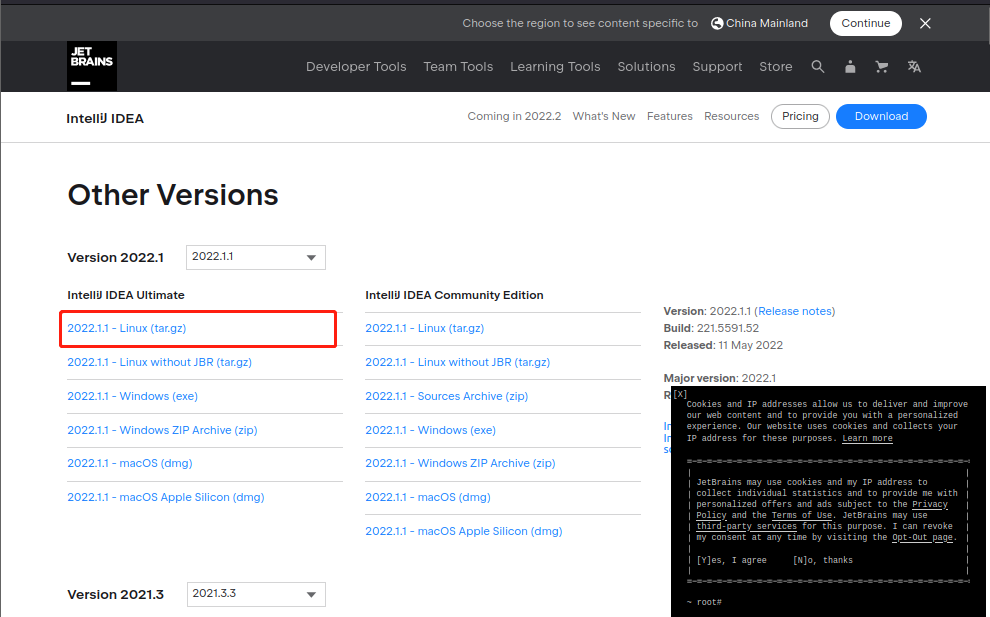 Choose the region to see content specific to China Mainland Continue
JET
BRAINS
Developer Tools Team Tools Learning Tools Solutions Support Store
IntelliJ IDEA
Coming in 2022.2 What's New Features Resources Pricing Download
Other Versions
Version 2022.1 2022.1.1
IntelliJ IDEA Ultimate
2022.1.1 - Linux (tar.gz)
2022.1.1 - Linux without JBR (tar.gz)
2022.1.1 - Windows (exe)
2022.1.1 - Windows ZIP Archive (zip)
2022.1.1 - macOS (dmg)
2022.1.1 - macOS Apple Silicon (dmg)
IntelliJ IDEA Community Edition
2022.1.1 - Linux (tar.gz)
2022.1.1 - Linux without JBR (tar.gz)
2022.1.1 - Sources Archive (zip)
2022.1.1 - Windows (exe)
2022.1.1 - Windows ZIP Archive (zip)
2022.1.1 - macOS (dmg)
2022.1.1 - macOS Apple Silicon (dmg)
Version: 2022.1.1 (Release notes)
Build: 221.5591.52
Released: 11 May 2022
Major version: 2022.1
[X]
Cookies and IP addresses allow us to deliver and improve
our web content and to provide you with a personalized
experience. Our website uses cookies and collects your
IP address for these purposes. Learn more
JetBrains may use cookies and my IP address to
collect individual statistics and to provide me with
personalized offers and ads subject to the Privacy
Policy and the Terms of Use. JetBrains may use
third-party services for this purpose. I can revoke
my consent at any time by visiting the Opt-Out page.
[Y]es, I agree [N]o, thanks
~ root#
Version 2021.3 2021.3.3